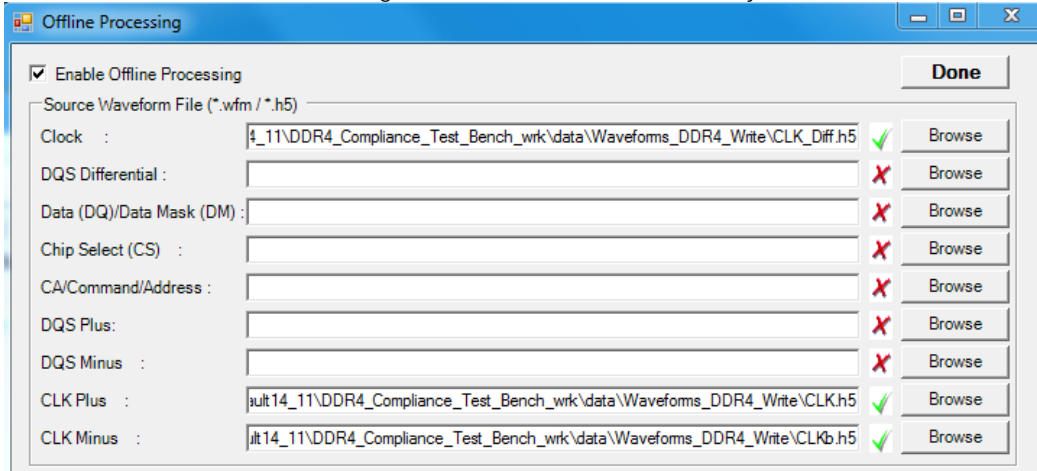 Offline Processing
Enable Offline Processing
Done
Source Waveform File (*.wfm / *.h5)
Clock : 4_11\DDR4_Compliance_Test_Bench_wrk\data\Waveforms_DDR4_Write\CLK_Diff.h5 Browse
DQS Differential : Browse
Data (DQ)/Data Mask (DM) : Browse
Chip Select (CS) : Browse
CA/Command/Address : Browse
DQS Plus: Browse
DQS Minus : Browse
CLK Plus : ault14_11\DDR4_Compliance_Test_Bench_wrk\data\Waveforms_DDR4_Write\CLK.h5 Browse
CLK Minus : ult14_11\DDR4_Compliance_Test_Bench_wrk\data\Waveforms_DDR4_Write\CLKb.h5 Browse